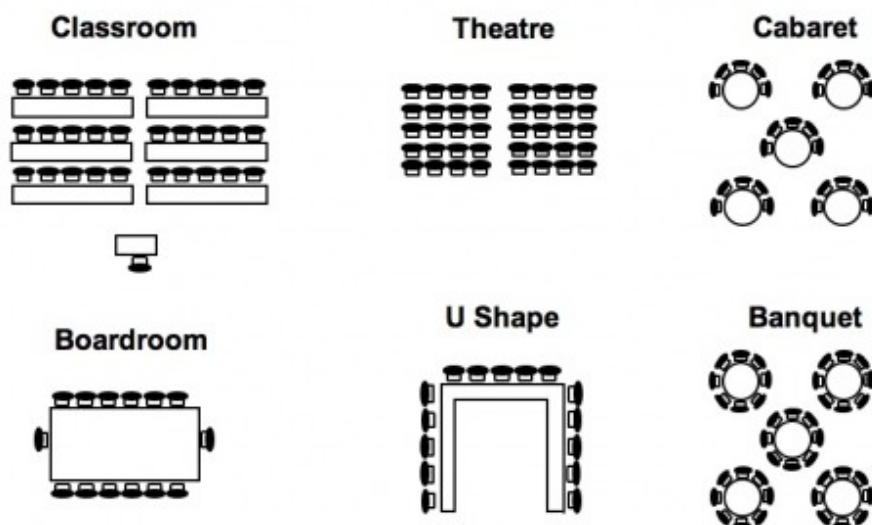 Classroom
Theatre
Cabaret
Boardroom
U Shape
Banquet